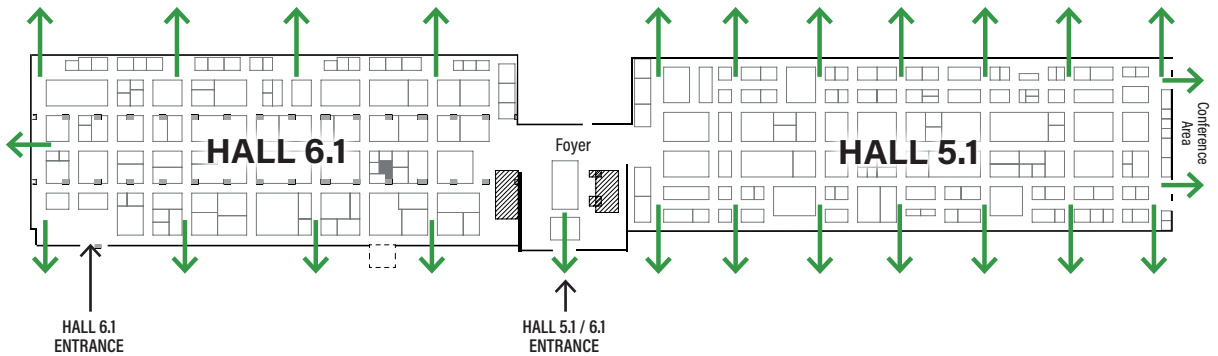 Foyer
HALL 6.1
HALL 5.1
Conference
Area
HALL 6.1
ENTRANCE
HALL 5.1 / 6.1
ENTRANCE